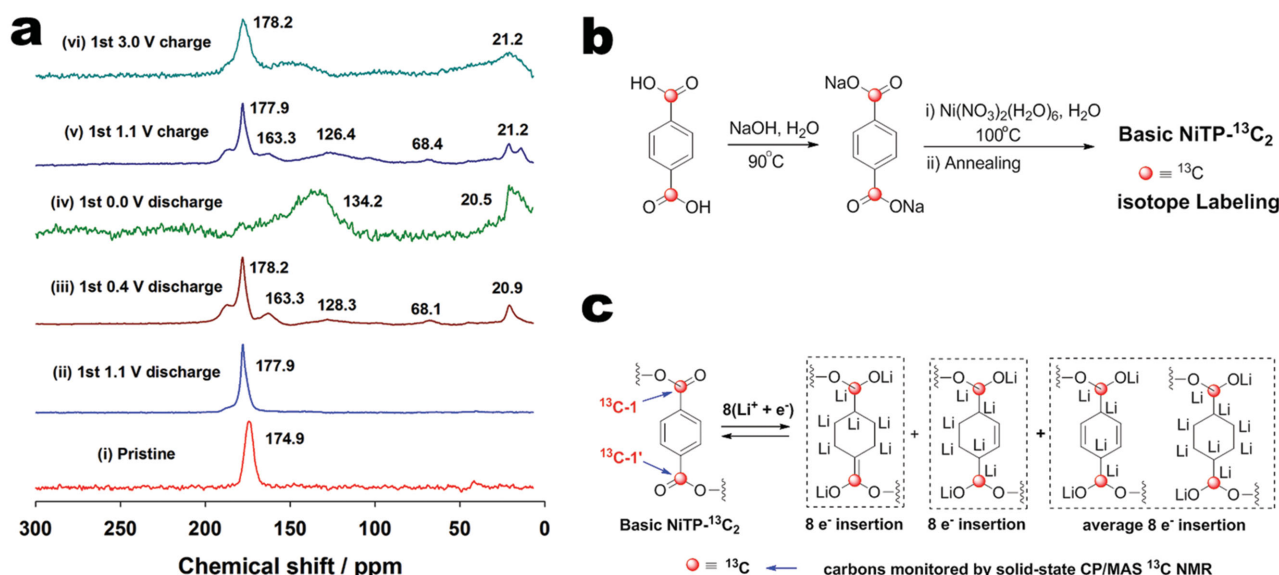 a
(vi) 1st 3.0 V charge
178.2
21.2
(v) 1st 1.1 V charge
177.9
163.3
126.4
68.4
21.2
(iv) 1st 0.0 V discharge
134.2
20.5
(iii) 1st 0.4 V discharge
178.2
163.3
128.3
68.1
20.9
(ii) 1st 1.1 V discharge
177.9
(i) Pristine
174.9
300 250 200 150 100 50 0
Chemical shift / ppm
b
HO O
O OH
NaOH, H₂O
90°C
NaO O
O ONa
i) Ni(NO₃)₂(H₂O)₆, H₂O
100°C
ii) Annealing
Basic NiTP-¹³C₂
≡ ¹³C
isotope Labeling
c
O O
¹³C-1
¹³C-1'
O O
Basic NiTP-¹³C₂
8(Li⁺ + e⁻)
O OLi
Li
Li Li Li
Li Li
LiO O
8 e⁻ insertion
+
O OLi
Li
Li Li
Li
Li
Li
LiO O
8 e⁻ insertion
+
O OLi
Li
Li
Li
Li
LiO O
O OLi
Li
Li Li Li
Li Li Li
Li
Li
LiO O
average 8 e⁻ insertion
≡ ¹³C
carbons monitored by solid-state CP/MAS ¹³C NMR